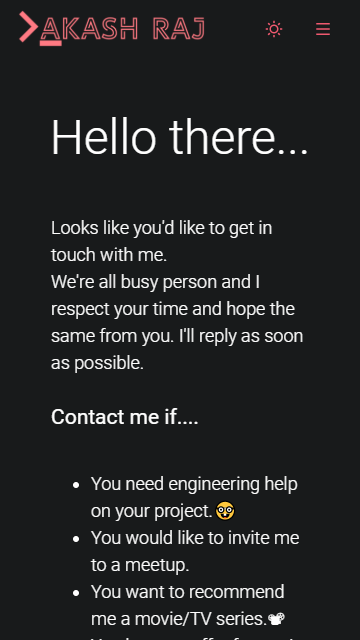 AKASH RAJ
Hello there...
Looks like you'd like to get in
touch with me.
We're all busy person and I
respect your time and hope the
same from you. I'll reply as soon
as possible.
Contact me if....
You need engineering help
on your project.🤓
You would like to invite me
to a meetup.
You want to recommend
me a movie/TV series.📽